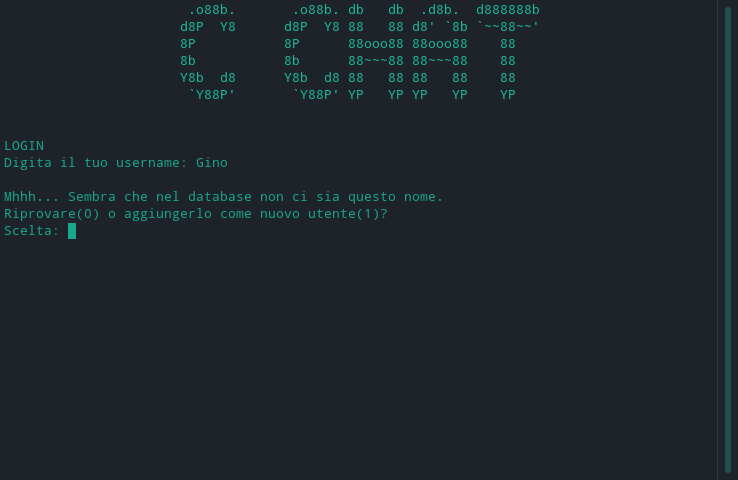 .o88b.       .o88b. db   db  .d8b.  d888888b
d8P  Y8      d8P  Y8 88   88 d8' `8b `~~88~~'
8P           8P      88ooo88 88ooo88    88
8b           8b      88~~~88 88~~~88    88
Y8b  d8      Y8b  d8 88   88 88   88    88
 `Y88P'       `Y88P' YP   YP YP   YP    YP
LOGIN
Digita il tuo username: Gino
Mhhh... Sembra che nel database non ci sia questo nome.
Riprovare(0) o aggiungerlo come nuovo utente(1)?
Scelta: